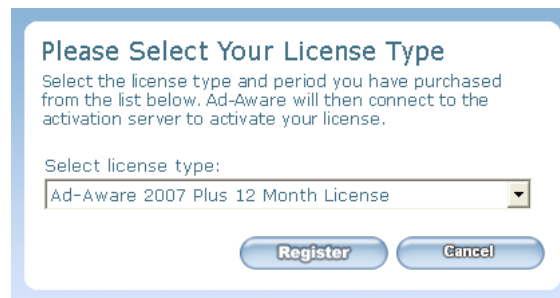 Please Select Your License Type
Select the license type and period you have purchased
from the list below. Ad-Aware will then connect to the
activation server to activate your license.
Select license type:
Ad-Aware 2007 Plus 12 Month License
Register Cancel